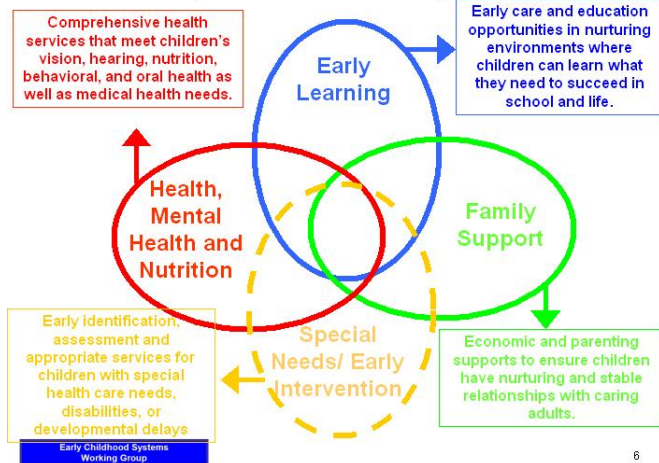 Comprehensive health
services that meet children's
vision, hearing, nutrition,
behavioral, and oral health as
well as medical health needs.
Early care and education
opportunities in nurturing
environments where
children can learn what
they need to succeed in
school and life.
Early
Learning
Health,
Mental
Health and
Nutrition
Family
Support
Special
Needs/ Early
Intervention
Early identification,
assessment and
appropriate services for
children with special
health care needs,
disabilities, or
developmental delays
Economic and parenting
supports to ensure children
have nurturing and stable
relationships with caring
adults.
Early Childhood Systems
Working Group
6